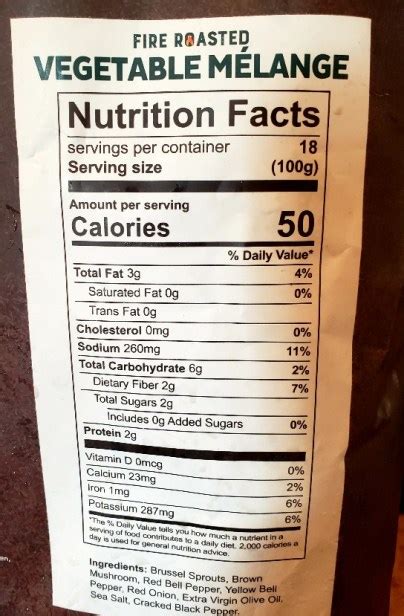 FIRE ROASTED
VEGETABLE MÉLANGE
Nutrition Facts
servings per container 18
Serving size (100g)
Amount per serving
Calories 50
% Daily Value*
Total Fat 3g 4%
Saturated Fat 0g 0%
Trans Fat 0g
Cholesterol 0mg 0%
Sodium 260mg 11%
Total Carbohydrate 6g 2%
Dietary Fiber 2g 7%
Total Sugars 2g
Includes 0g Added Sugars 0%
Protein 2g
Vitamin D 0mcg 0%
Calcium 23mg 2%
Iron 1mg 6%
Potassium 287mg 6%
*The % Daily Value tells you how much a nutrient in a
serving of food contributes to a daily diet. 2,000 calories a
day is used for general nutrition advice.
Ingredients: Brussel Sprouts, Brown
Mushroom, Red Bell Pepper, Yellow Bell
Pepper, Red Onion, Extra Virgin Olive Oil,
Sea Salt, Cracked Black Pepper.